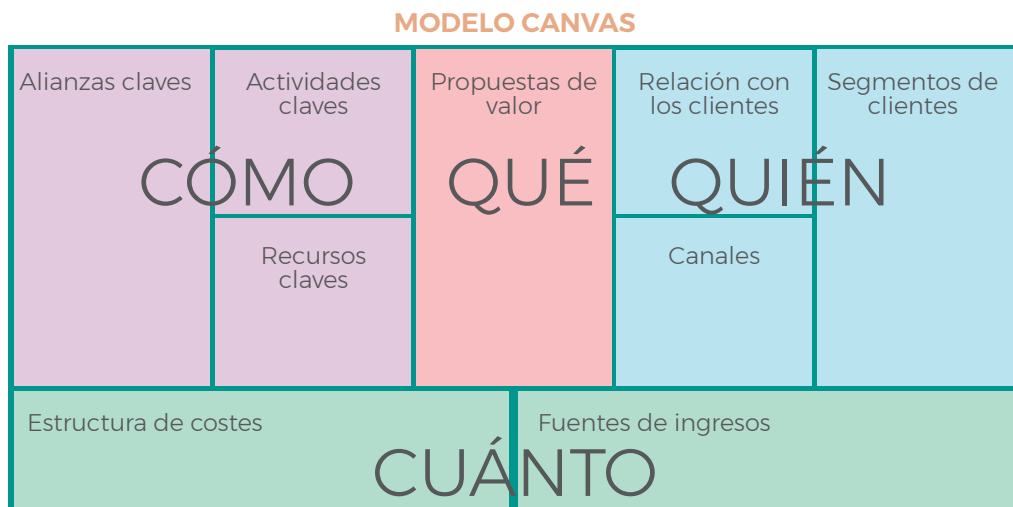 MODELO CANVAS
Alianzas claves
Actividades
claves
Propuestas de
valor
Relación con
los clientes
Segmentos de
clientes
CÓMO
QUÉ
QUIÉN
Recursos
claves
Canales
Estructura de costes
Fuentes de ingresos
CUÁNTO